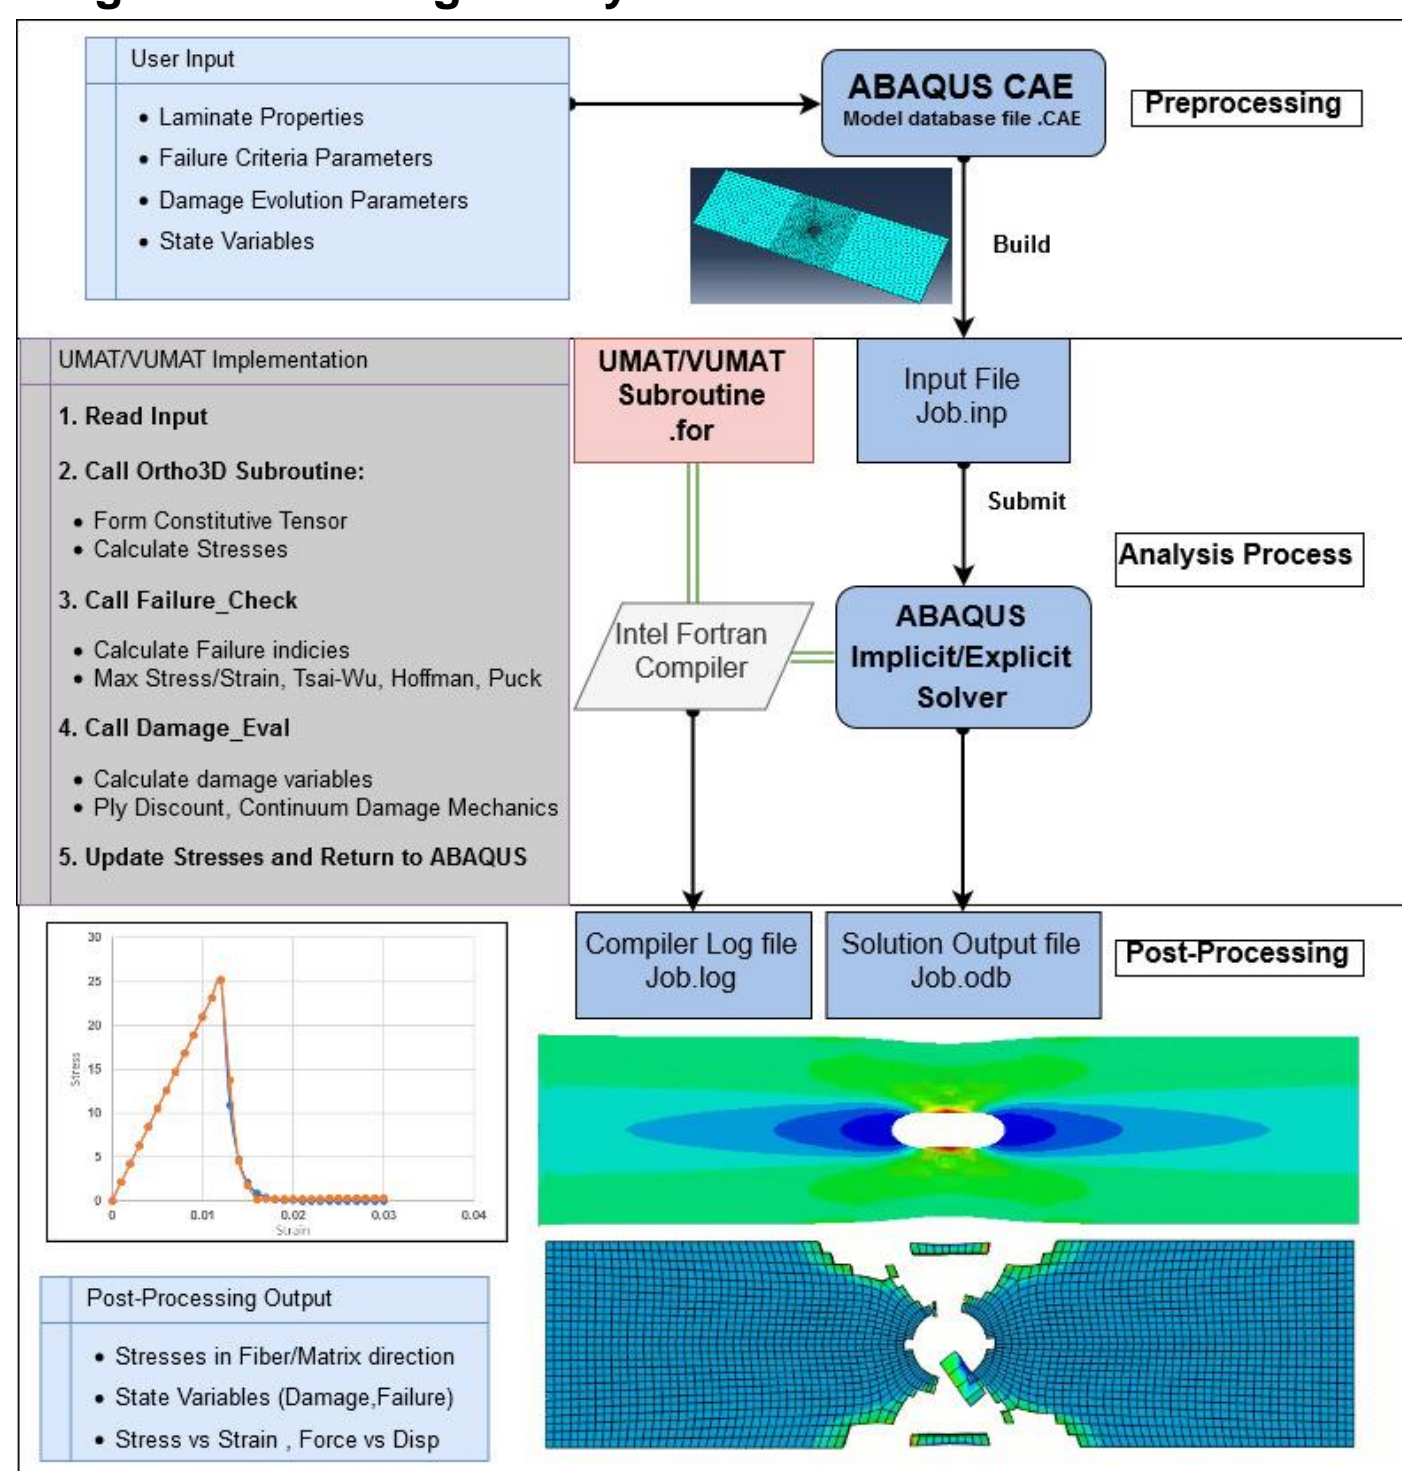 User Input
• Laminate Properties
• Failure Criteria Parameters
• Damage Evolution Parameters
• State Variables
ABAQUS CAE
Model database file .CAE
Preprocessing
Build
UMAT/VUMAT Implementation
1. Read Input
2. Call Ortho3D Subroutine:
• Form Constitutive Tensor
• Calculate Stresses
3. Call Failure_Check
• Calculate Failure indicies
• Max Stress/Strain, Tsai-Wu, Hoffman, Puck
4. Call Damage_Eval
• Calculate damage variables
• Ply Discount, Continuum Damage Mechanics
5. Update Stresses and Return to ABAQUS
UMAT/VUMAT
Subroutine
.for
Input File
Job.inp
Submit
Analysis Process
Intel Fortran
Compiler
ABAQUS
Implicit/Explicit
Solver
Compiler Log file
Job.log
Solution Output file
Job.odb
Post-Processing
30
25
20
15
10
5
0
Stress
0 0.01 0.02 0.03 0.04
Strain
Post-Processing Output
• Stresses in Fiber/Matrix direction
• State Variables (Damage,Failure)
• Stress vs Strain , Force vs Disp